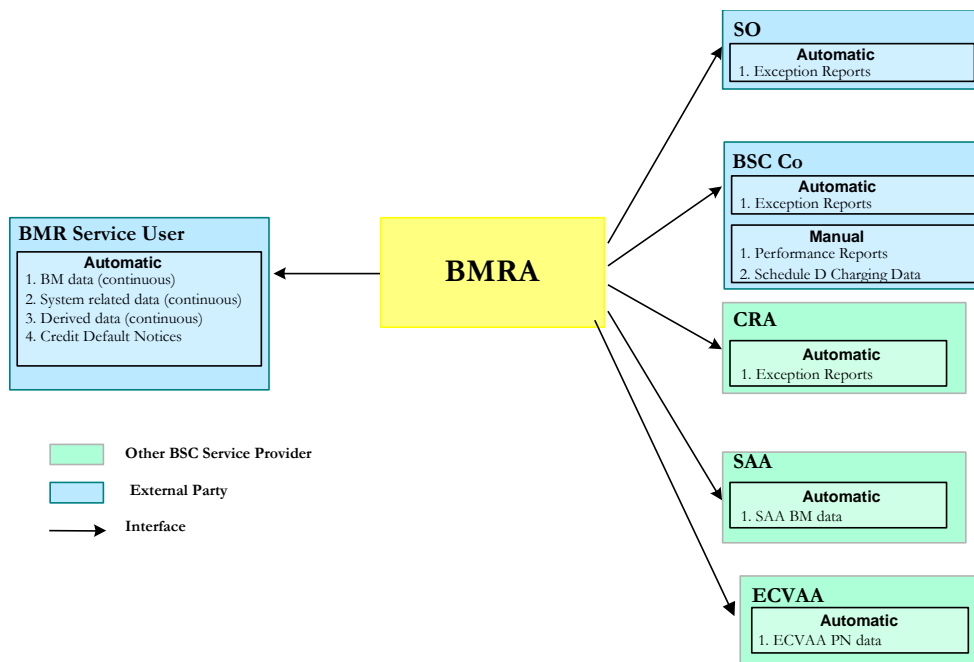 SO
Automatic
1. Exception Reports
BSC Co
Automatic
1. Exception Reports
Manual
1. Performance Reports
2. Schedule D Charging Data
BMR Service User
Automatic
1. BM data (continuous)
2. System related data (continuous)
3. Derived data (continuous)
4. Credit Default Notices
BMRA
CRA
Automatic
1. Exception Reports
Other BSC Service Provider
External Party
Interface
SAA
Automatic
1. SAA BM data
ECVAA
Automatic
1. ECVAA PN data